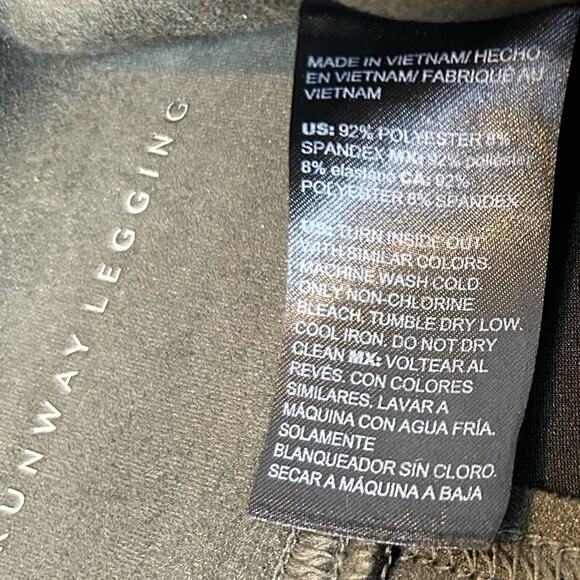 RUNWAY LEGGING
MADE IN VIETNAM/ HECHO
EN VIETNAM/ FABRIQUÉ AU
VIETNAM
US: 92% POLYESTER 8%
SPANDEX MX: 92% poliéster
8% elastano CA: 92%
POLYESTER 8% SPANDEX
US: TURN INSIDE OUT
WITH SIMILAR COLORS.
MACHINE WASH COLD
ONLY NON-CHLORINE
BLEACH. TUMBLE DRY LOW.
COOL IRON. DO NOT DRY
CLEAN MX: VOLTEAR AL
REVÉS. CON COLORES
SIMILARES. LAVAR A
MÁQUINA CON AGUA FRÍA.
SOLAMENTE
BLANQUEADOR SIN CLORO.
SECAR A MÁQUINA A BAJA